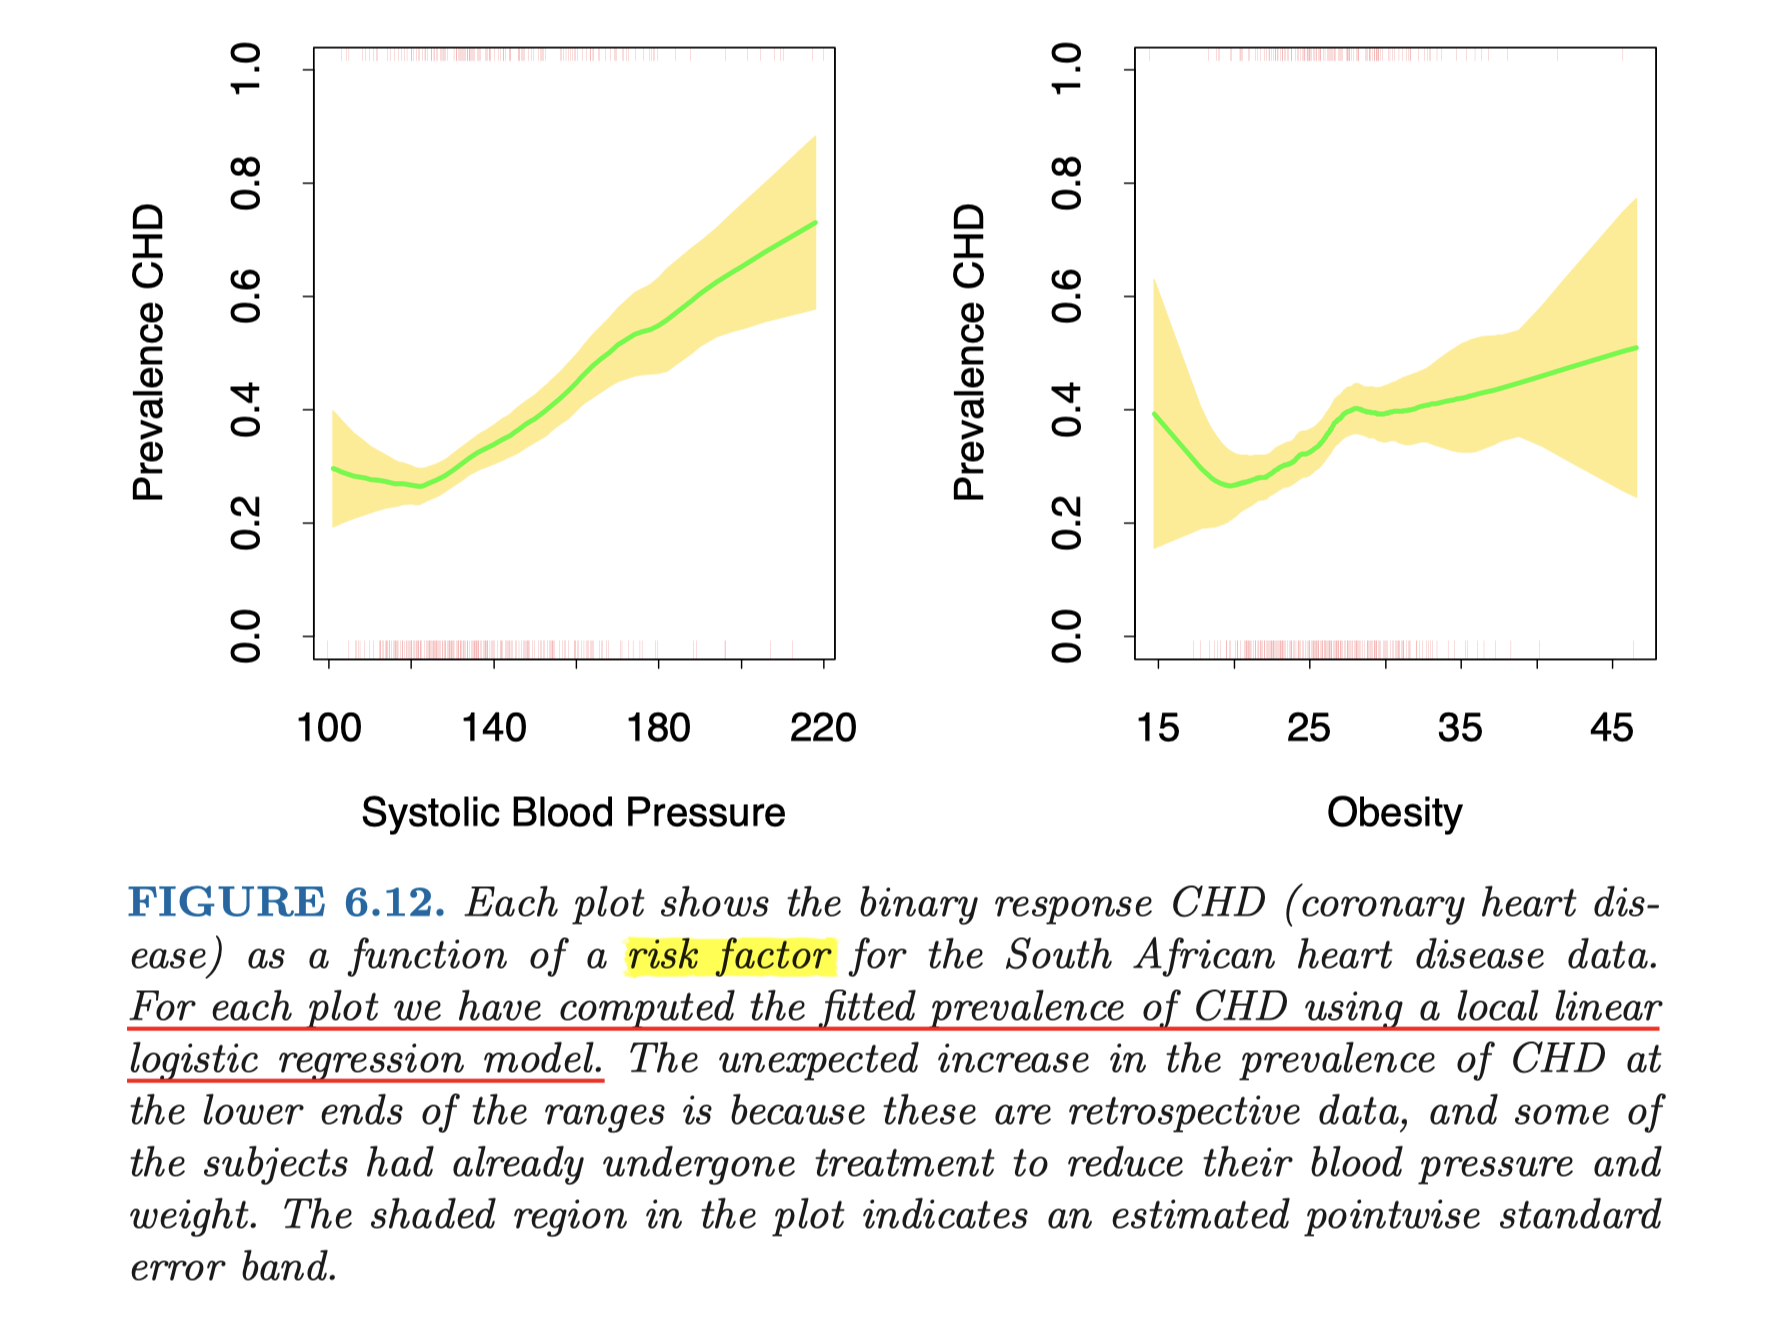 1.0
0.8
0.6
0.4
0.2
0.0
Prevalence CHD
100 140 180 220
Systolic Blood Pressure
1.0
0.8
0.6
0.4
0.2
0.0
Prevalence CHD
15 25 35 45
Obesity
FIGURE 6.12. Each plot shows the binary response CHD (coronary heart dis-
ease) as a function of a risk factor for the South African heart disease data.
For each plot we have computed the fitted prevalence of CHD using a local linear
logistic regression model. The unexpected increase in the prevalence of CHD at
the lower ends of the ranges is because these are retrospective data, and some of
the subjects had already undergone treatment to reduce their blood pressure and
weight. The shaded region in the plot indicates an estimated pointwise standard
error band.